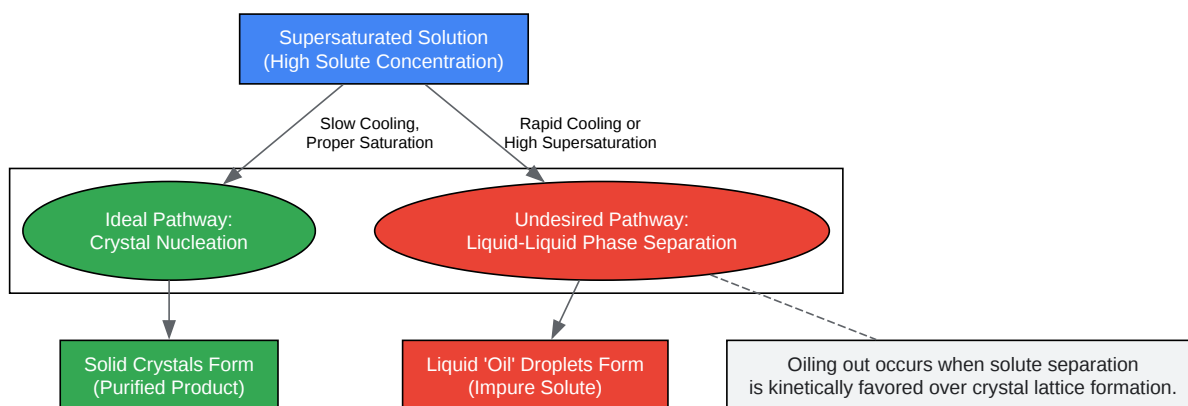 Supersaturated Solution
(High Solute Concentration)
Slow Cooling,
Proper Saturation
Rapid Cooling or
High Supersaturation
Ideal Pathway:
Crystal Nucleation
Undesired Pathway:
Liquid-Liquid Phase Separation
Solid Crystals Form
(Purified Product)
Liquid 'Oil' Droplets Form
(Impure Solute)
Oiling out occurs when solute separation
is kinetically favored over crystal lattice formation.